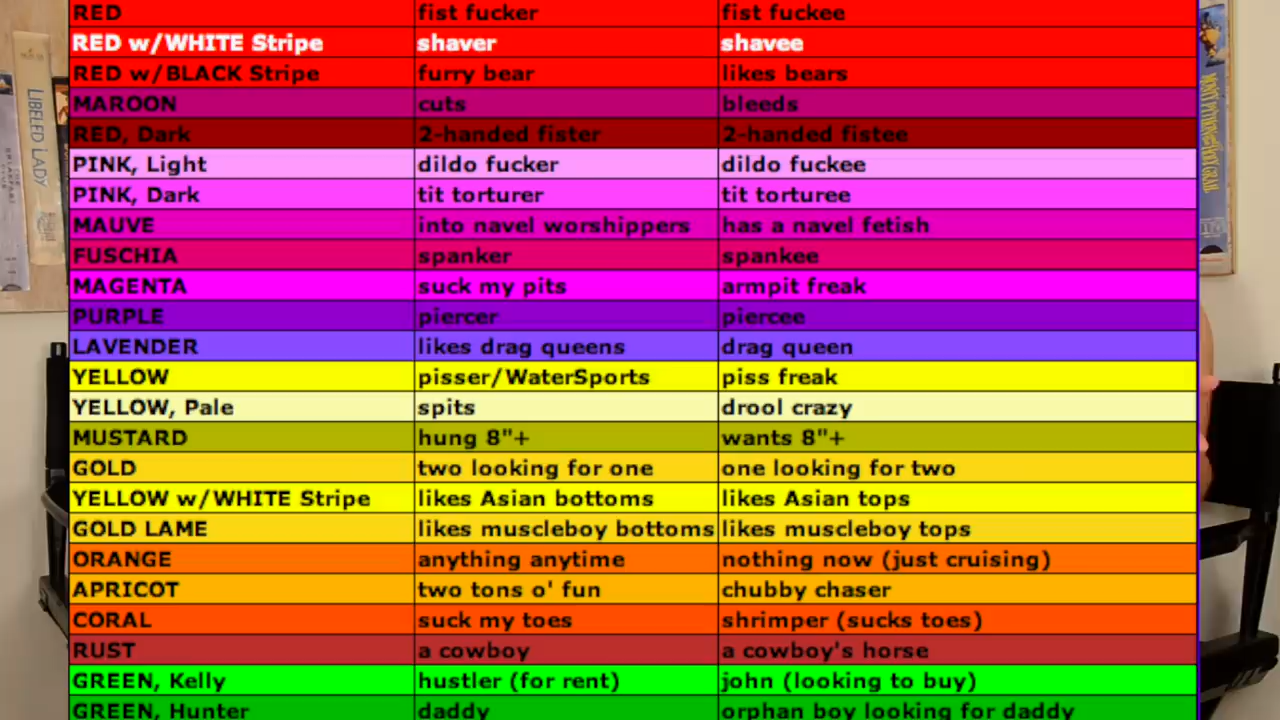 RED fist fucker fist fuckee
RED w/WHITE Stripe shaver shavee
RED w/BLACK Stripe furry bear likes bears
MAROON cuts bleeds
RED, Dark 2-handed fister 2-handed fistee
PINK, Light dildo fucker dildo fuckee
PINK, Dark tit torturer tit torturee
MAUVE into navel worshippers has a navel fetish
FUSCHIA spanker spankee
MAGENTA suck my pits armpit freak
PURPLE piercer piercee
LAVENDER likes drag queens drag queen
YELLOW pisser/WaterSports piss freak
YELLOW, Pale spits drool crazy
MUSTARD hung 8"+ wants 8"+
GOLD two looking for one one looking for two
YELLOW w/WHITE Stripe likes Asian bottoms likes Asian tops
GOLD LAME likes muscleboy bottoms likes muscleboy tops
ORANGE anything anytime nothing now (just cruising)
APRICOT two tons o' fun chubby chaser
CORAL suck my toes shrimper (sucks toes)
RUST a cowboy a cowboy's horse
GREEN, Kelly hustler (for rent) john (looking to buy)
GREEN, Hunter daddy orphan boy looking for daddy
LIBELED LADY